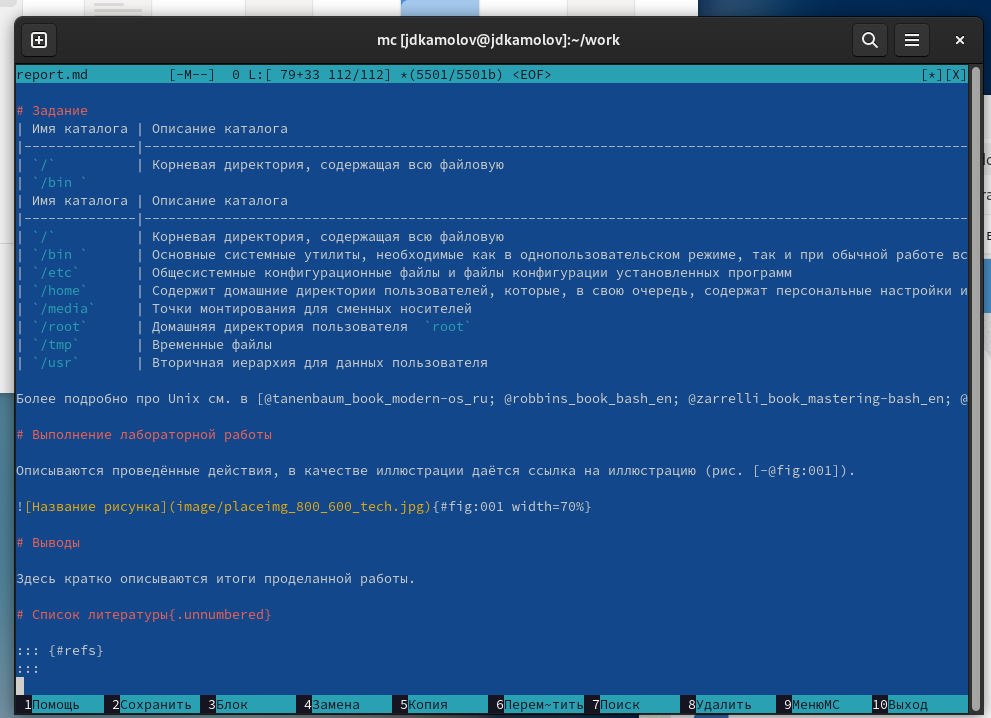 mc [jdkamolov@jdkamolov]:~/work
report.md          [-M--]  0 L:[ 79+33 112/112] *(5501/5501b) <EOF>                                              [*][X]
# Задание
| Имя каталога | Описание каталога
|--------------|-------------------------------------------------------------------------------------------------------
| `/`          | Корневая директория, содержащая всю файловую
| `/bin `
| Имя каталога | Описание каталога
|--------------|-------------------------------------------------------------------------------------------------------
| `/`          | Корневая директория, содержащая всю файловую
| `/bin `      | Основные системные утилиты, необходимые как в однопользовательском режиме, так и при обычной работе вс
| `/etc`       | Общесистемные конфигурационные файлы и файлы конфигурации установленных программ
| `/home`      | Содержит домашние директории пользователей, которые, в свою очередь, содержат персональные настройки и
| `/media`     | Точки монтирования для сменных носителей
| `/root`      | Домашняя директория пользователя  `root`
| `/tmp`       | Временные файлы
| `/usr`       | Вторичная иерархия для данных пользователя
Более подробно про Unix см. в [@tanenbaum_book_modern-os_ru; @robbins_book_bash_en; @zarrelli_book_mastering-bash_en; @
# Выполнение лабораторной работы
Описываются проведённые действия, в качестве иллюстрации даётся ссылка на иллюстрацию (рис. [-@fig:001]).
![Название рисунка](image/placeimg_800_600_tech.jpg){#fig:001 width=70%}
# Выводы
Здесь кратко описываются итоги проделанной работы.
# Список литературы{.unnumbered}
::: {#refs}
:::
1Помощь 2Сохранить 3Блок 4Замена 5Копия 6Перем~тить 7Поиск 8Удалить 9МенюMC 10Выход